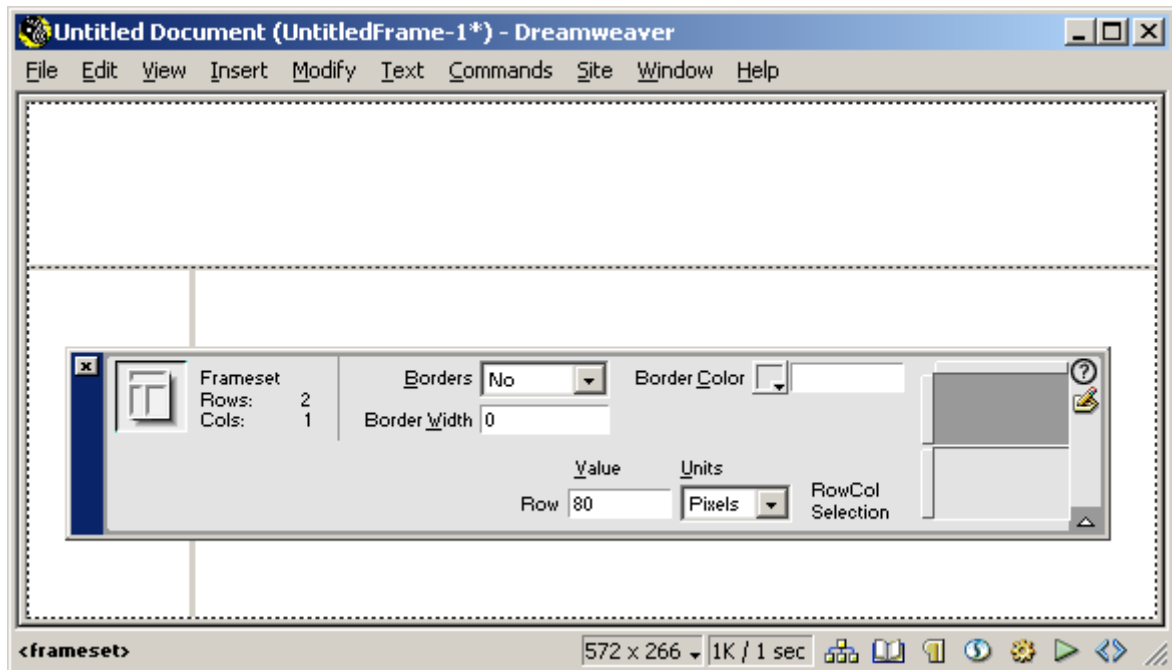 Untitled Document (UntitledFrame-1*) - Dreamweaver
File Edit View Insert Modify Text Commands Site Window Help
Frameset
Rows: 2
Cols: 1
Borders No
Border Color
Border Width 0
Value Units
Row 80 Pixels
RowCol
Selection
<frameset> 572 x 266 1K / 1 sec